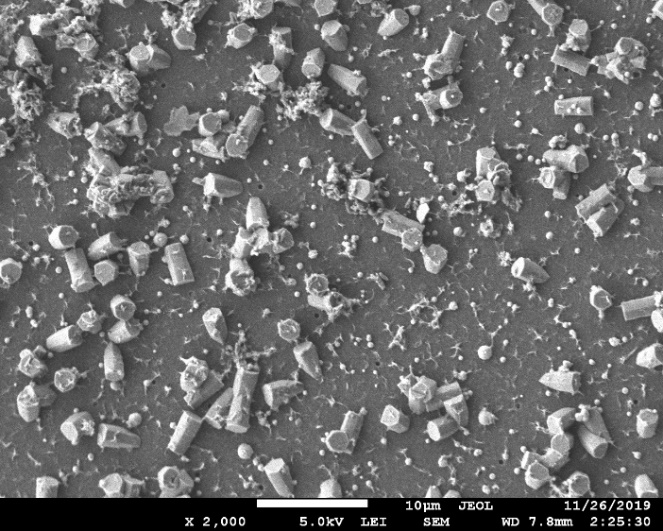 10μm JEOL 11/26/2019
X 2,000 5.0kV LEI SEM WD 7.8mm 2:25:30